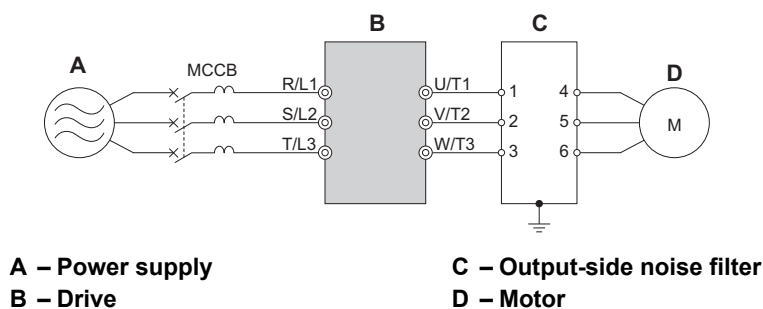 B
C
A
MCCB
D
R/L1
U/T1
1
4
S/L2
V/T2
2
5
M
T/L3
W/T3
3
6
A – Power supply
B – Drive
C – Output-side noise filter
D – Motor